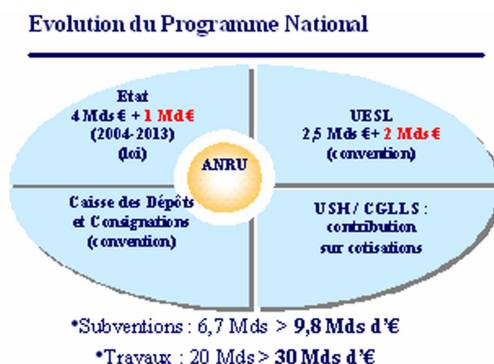 Evolution du Programme National
Etat
4 Mds € + 1 Md €
(2004-2013)
(loi)
UESL
2,5 Mds €+ 2 Mds €
(convention)
ANRU
Caisse des Dépôts
et Consignations
(convention)
USH / CGLLS :
contribution
sur cotisations
*Subventions : 6,7 Mds > 9,8 Mds d'€
*Travaux : 20 Mds > 30 Mds d'€